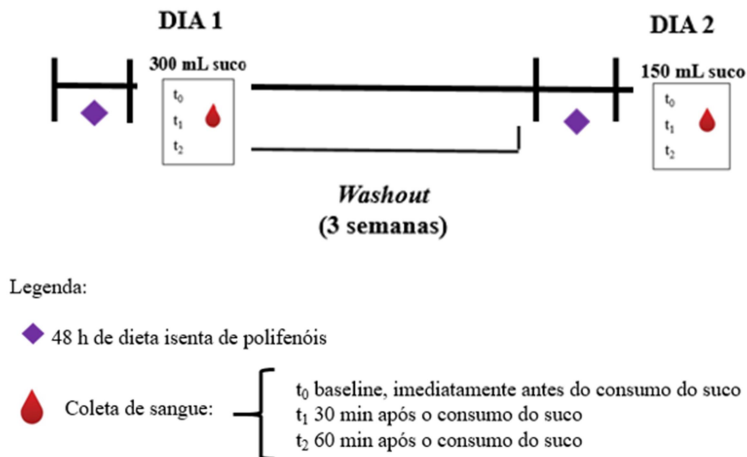 DIA 1
DIA 2
300 mL suco
150 mL suco
t₀
t₁
t₂
t₀
t₁
t₂
Washout
(3 semanas)
Legenda:
48 h de dieta isenta de polifenóis
Coleta de sangue:
t₀ baseline, imediatamente antes do consumo do suco
t₁ 30 min após o consumo do suco
t₂ 60 min após o consumo do suco